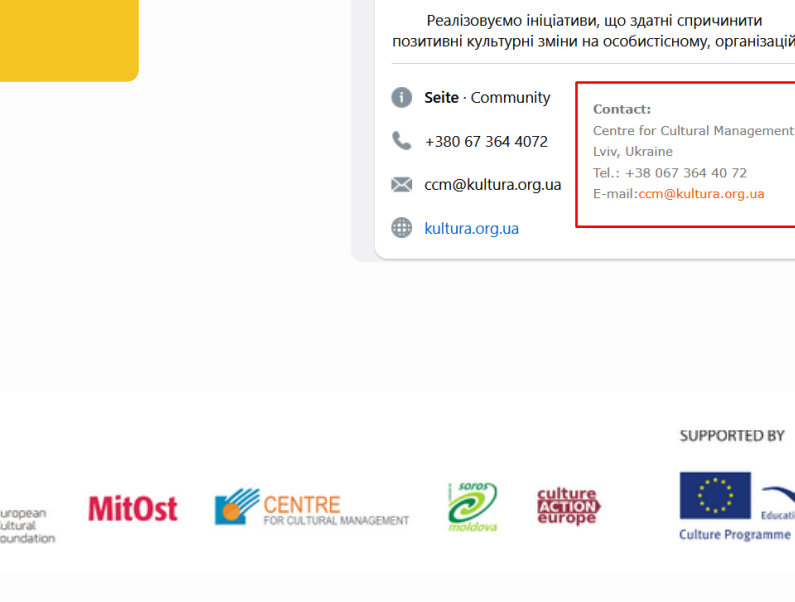 Реалізовуємо ініціативи, що здатні спричинити
позитивні культурні зміни на особистісному, організацій
Seite · Community
+380 67 364 4072
ccm@kultura.org.ua
kultura.org.ua
Contact:
Centre for Cultural Management
Lviv, Ukraine
Tel.: +38 067 364 40 72
E-mail:ccm@kultura.org.ua
SUPPORTED BY
uropean
ultural
oundation
MitOst
CENTRE
FOR CULTURAL MANAGEMENT
soros
moldova
culture
ACTION
europe
Educati
Culture Programme